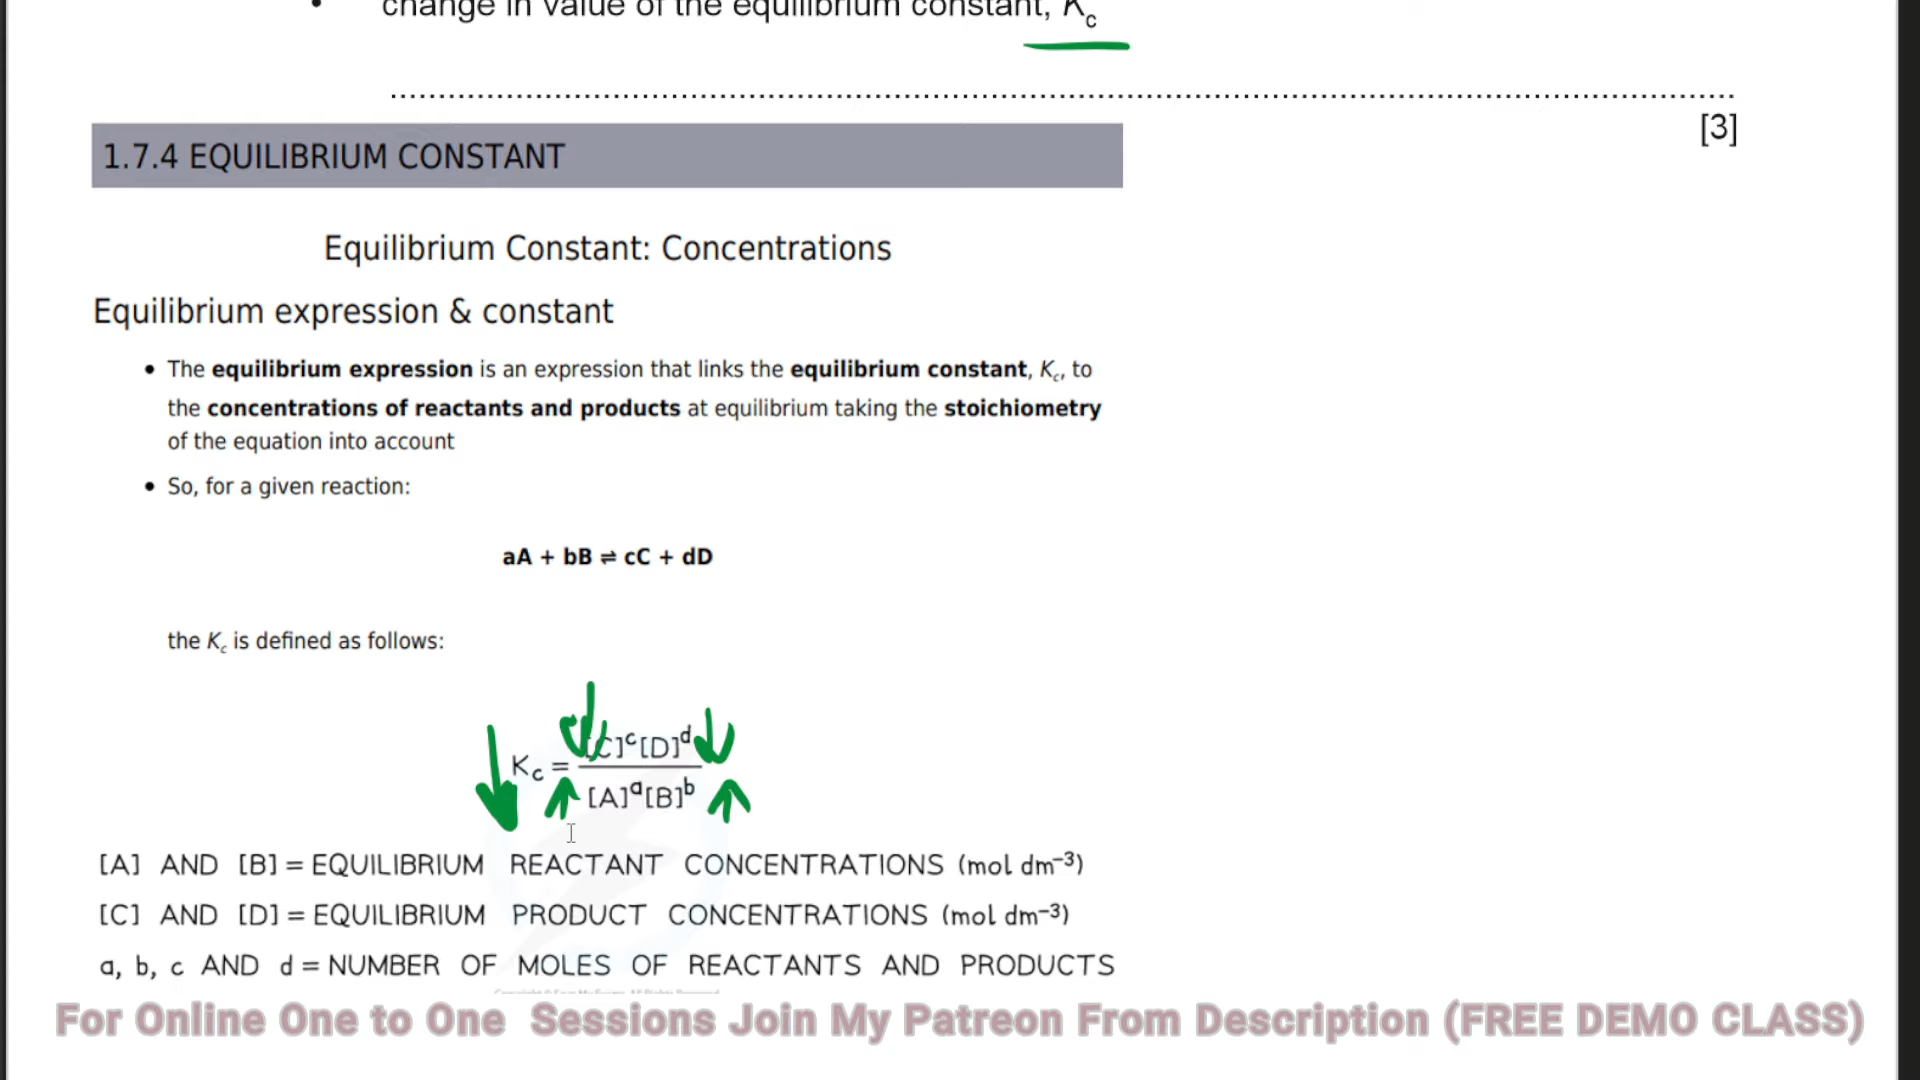 • change in value of the equilibrium constant, Kc
[3]
1.7.4 EQUILIBRIUM CONSTANT
Equilibrium Constant: Concentrations
Equilibrium expression & constant
• The equilibrium expression is an expression that links the equilibrium constant, Kc, to
the concentrations of reactants and products at equilibrium taking the stoichiometry
of the equation into account
• So, for a given reaction:
aA + bB ⇌ cC + dD
the Kc is defined as follows:
Kc = [C]ᶜ[D]ᵈ
[A]ᵃ[B]ᵇ
[A] AND [B] = EQUILIBRIUM REACTANT CONCENTRATIONS (mol dm⁻³)
[C] AND [D] = EQUILIBRIUM PRODUCT CONCENTRATIONS (mol dm⁻³)
a, b, c AND d = NUMBER OF MOLES OF REACTANTS AND PRODUCTS
For Online One to One Sessions Join My Patreon From Description (FREE DEMO CLASS)